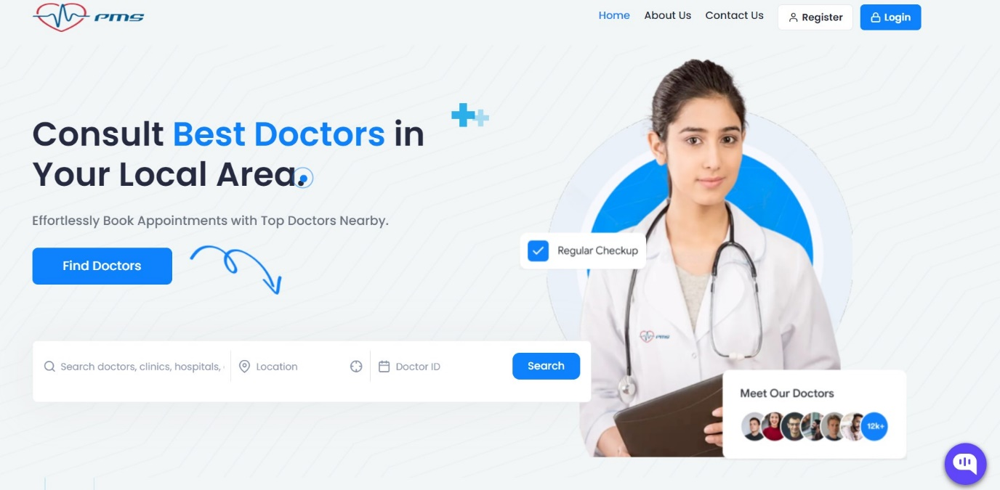 PMS
Home
About Us
Contact Us
Register
Login
Consult Best Doctors in
Your Local Area.
Effortlessly Book Appointments with Top Doctors Nearby.
Find Doctors
Regular Checkup
PMS
Search doctors, clinics, hospitals,
Location
Doctor ID
Search
Meet Our Doctors
12k+